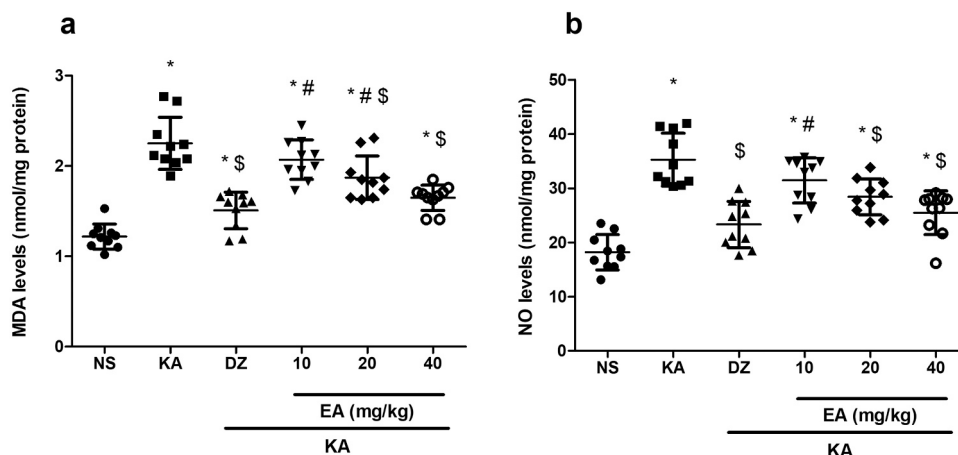 a
MDA levels (nmol/mg protein)
3
2
1
0
*
* $
* #
* # $
* $
NS KA DZ 10 20 40
EA (mg/kg)
KA
b
NO levels (nmol/mg protein)
50
40
30
20
10
0
*
$
* #
* $
* $
NS KA DZ 10 20 40
EA (mg/kg)
KA